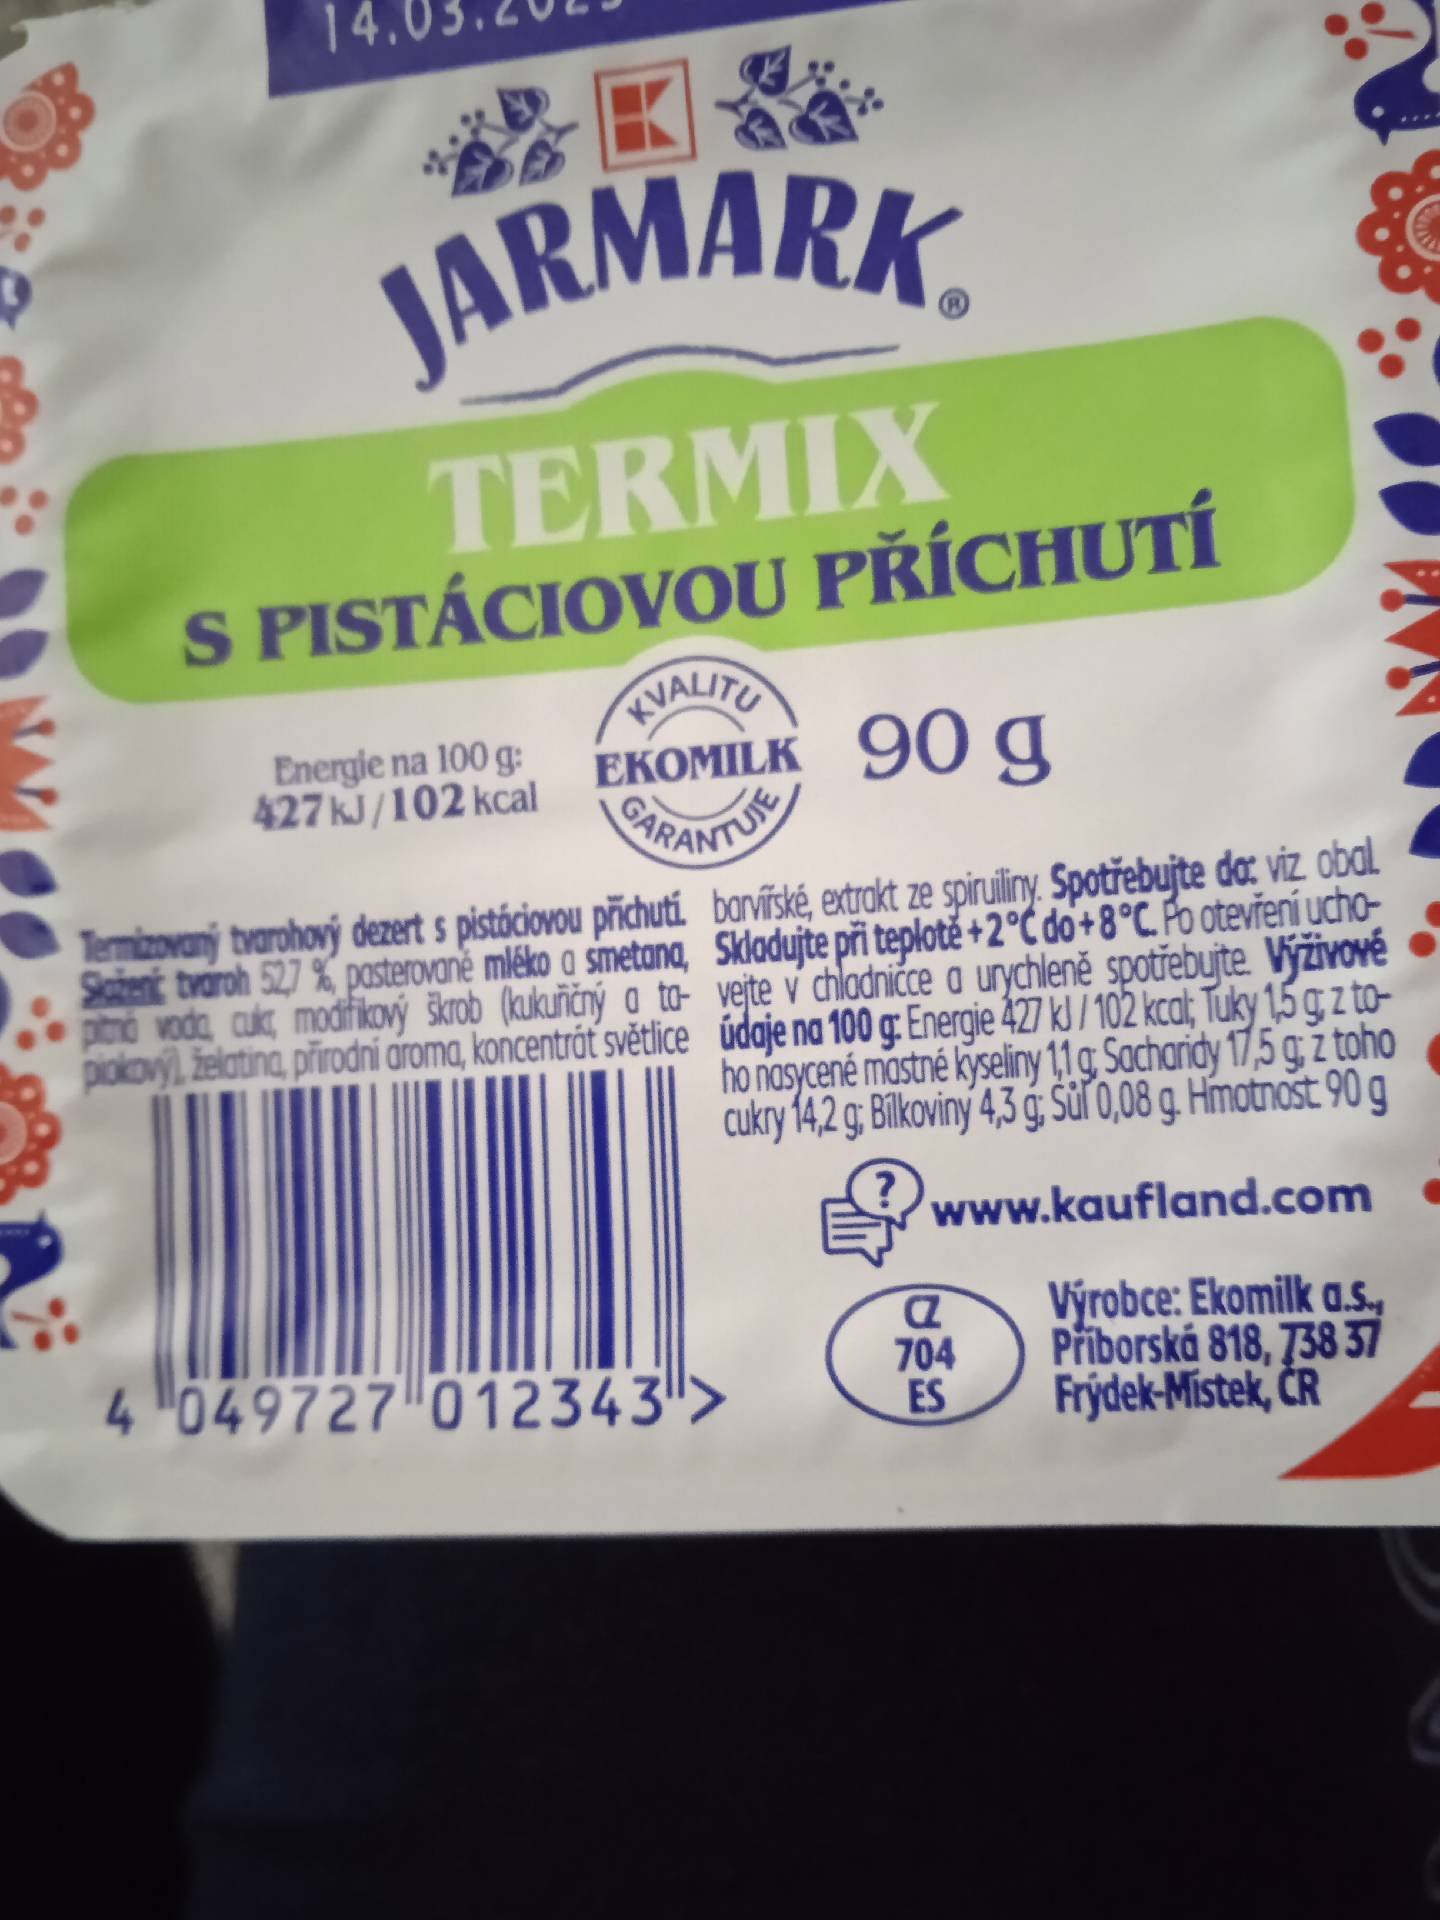 14.03.202
K
JARMARK®
TERMIX
S PISTÁCIOVOU PŘÍCHUTÍ
Energie na 100 g:
427 kJ/102 kcal
KVALITU
EKOMILK
GARANTUJE
90 g
Termizovaný tvarohový dezert s pistáciovou příchutí.
Složení: tvaroh 52,7 %, pasterované mléko a smetana,
pitná voda, cukr, modifikový škrob (kukuřičný a ta-
piokový), želatina, přírodní aroma, koncentrát světlice
barvířské, extrakt ze spiruiliny. Spotřebujte do: viz obal.
Skladujte při teplotě +2°C do +8°C. Po otevření ucho-
vejte v chladničce a urychleně spotřebujte. Výživové
údaje na 100 g: Energie 427 kJ / 102 kcal; Tuky 1,5 g; z to-
ho nasycené mastné kyseliny 1,1 g; Sacharidy 17,5 g; z toho
cukry 14,2 g; Bílkoviny 4,3 g; Sůl 0,08 g. Hmotnost: 90 g
4 049727 012343 >
?
www.kaufland.com
CZ
704
ES
Výrobce: Ekomilk a.s.,
Příborská 818, 738 37
Frýdek-Místek, ČR